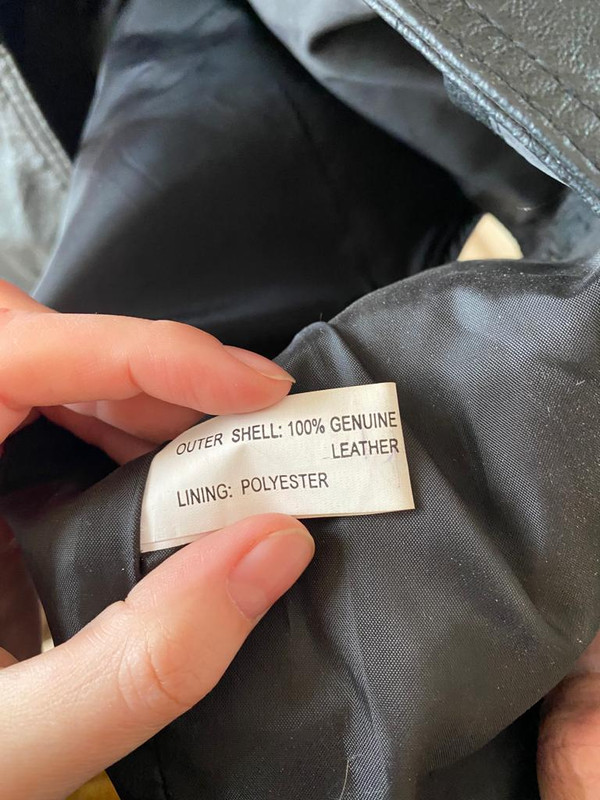 OUTER SHELL: 100% GENUINE
LEATHER
LINING: POLYESTER